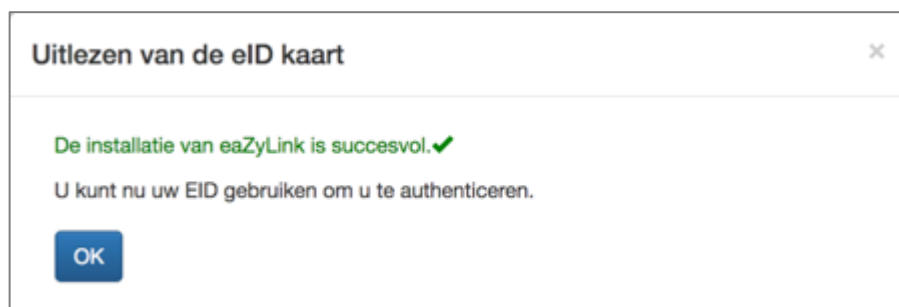 Uitlezen van de eID kaart ×
De installatie van eaZyLink is succesvol.✔
U kunt nu uw EID gebruiken om u te authenticeren.
OK